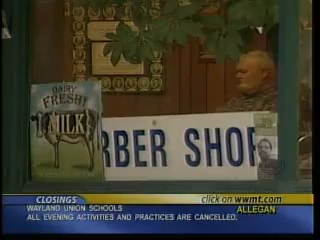 DAIRY
FRESH!
MILK
RBER SHOP
CLOSINGS
click on wwmt.com
WAYLAND UNION SCHOOLS
ALLEGAN
ALL EVENING ACTIVITIES AND PRACTICES ARE CANCELLED.